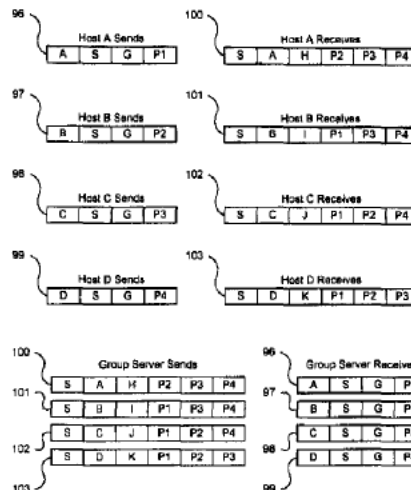 96
100
Host A Sends
Host A Receives
A S G P1
S A H P2 P3 P4
97
101
Host B Sends
Host B Receives
B S G P2
S B I P1 P3 P4
98
102
Host C Sends
Host C Receives
C S G P3
S C J P1 P2 P4
99
103
Host D Sends
Host D Receives
D S G P4
S D K P1 P2 P3
100
Group Server Sends
96
Group Server Receive
S A H P2 P3 P4
A S G P
101
97
S B I P1 P3 P4
B S G P
S C J P1 P2 P4
C S G P
102
98
S D K P1 P2 P3
D S G P
103
99